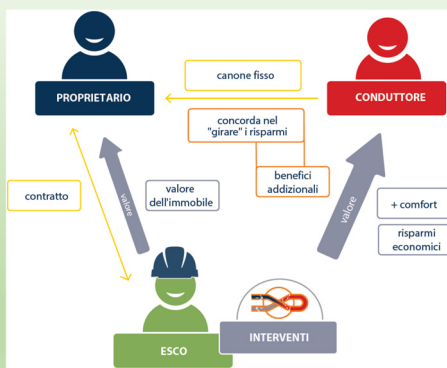 PROPRIETARIO
CONDUTTORE
canone fisso
concorda nel
"girare" i risparmi
benefici
addizionali
contratto
valore
valore
dell'immobile
valore
+ comfort
risparmi
economici
ESCO
INTERVENTI